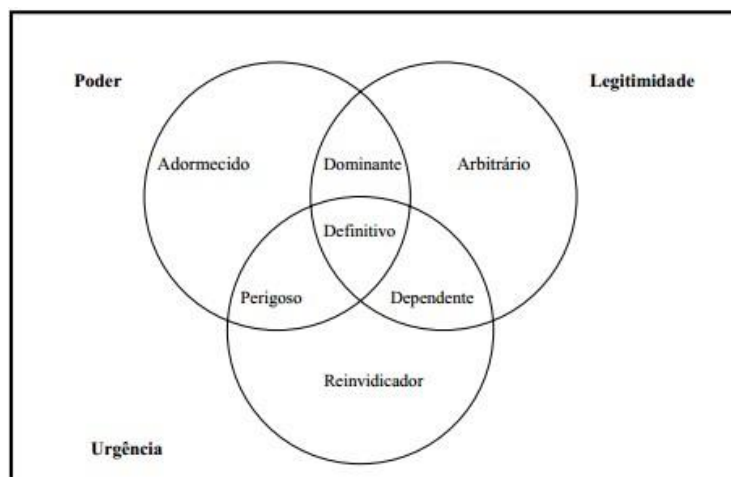 Poder
Legitimidade
Adormecido
Dominante
Arbitrário
Definitivo
Perigoso
Dependente
Reinvidicador
Urgência